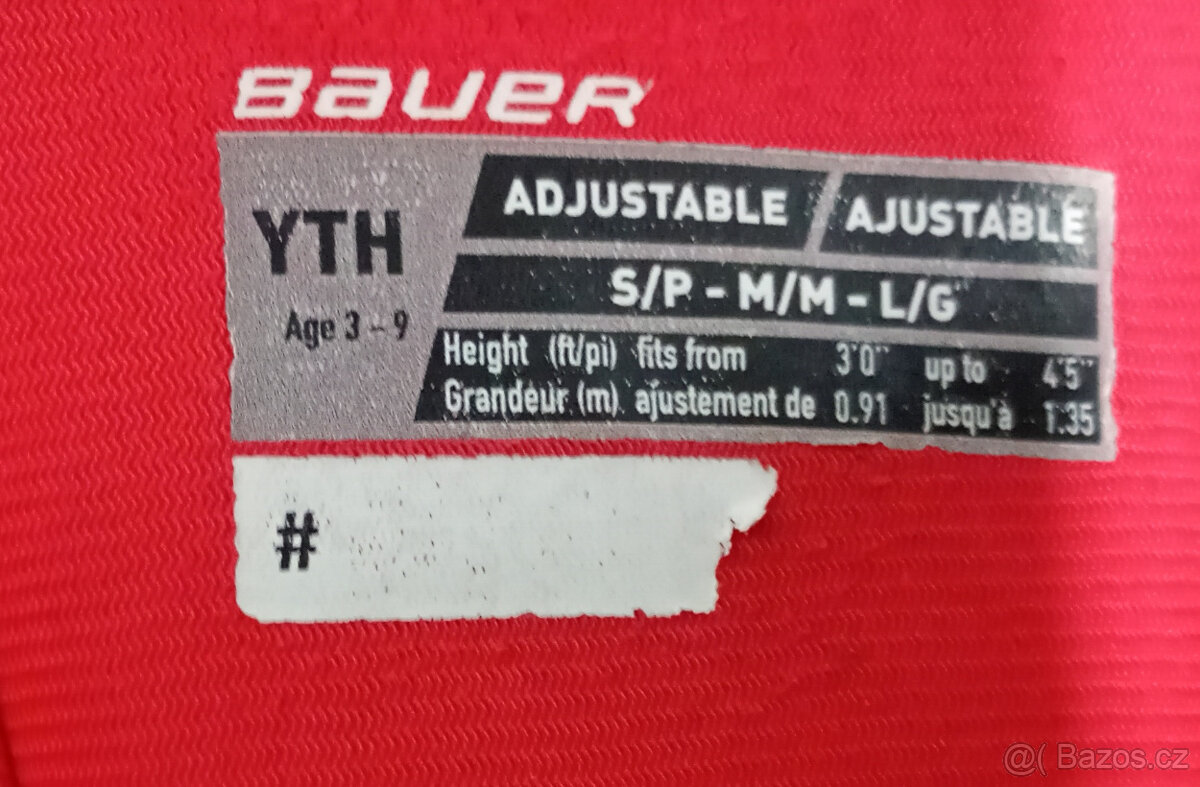 BAUER
YTH
Age 3 - 9
ADJUSTABLE AJUSTABLE
S/P - M/M - L/G
Height (ft/pi) fits from 3'0" up to 4'5"
Grandeur (m) ajustement de 0.91 jusqu'à 1.35
#
@( Bazos.cz